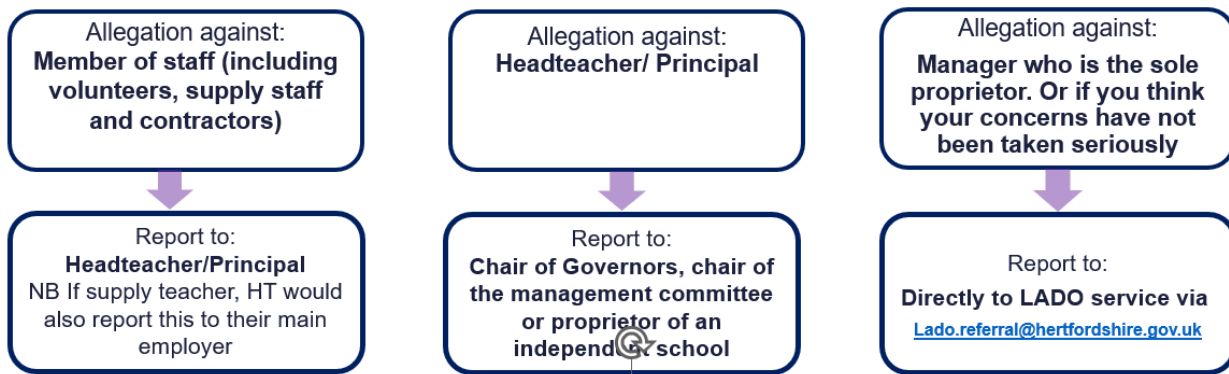 Allegation against:
Member of staff (including
volunteers, supply staff
and contractors)
Report to:
Headteacher/Principal
NB If supply teacher, HT would
also report this to their main
employer
Allegation against:
Headteacher/ Principal
Report to:
Chair of Governors, chair of
the management committee
or proprietor of an
independent school
Allegation against:
Manager who is the sole
proprietor. Or if you think
your concerns have not
been taken seriously
Report to:
Directly to LADO service via
Lado.referral@hertfordshire.gov.uk